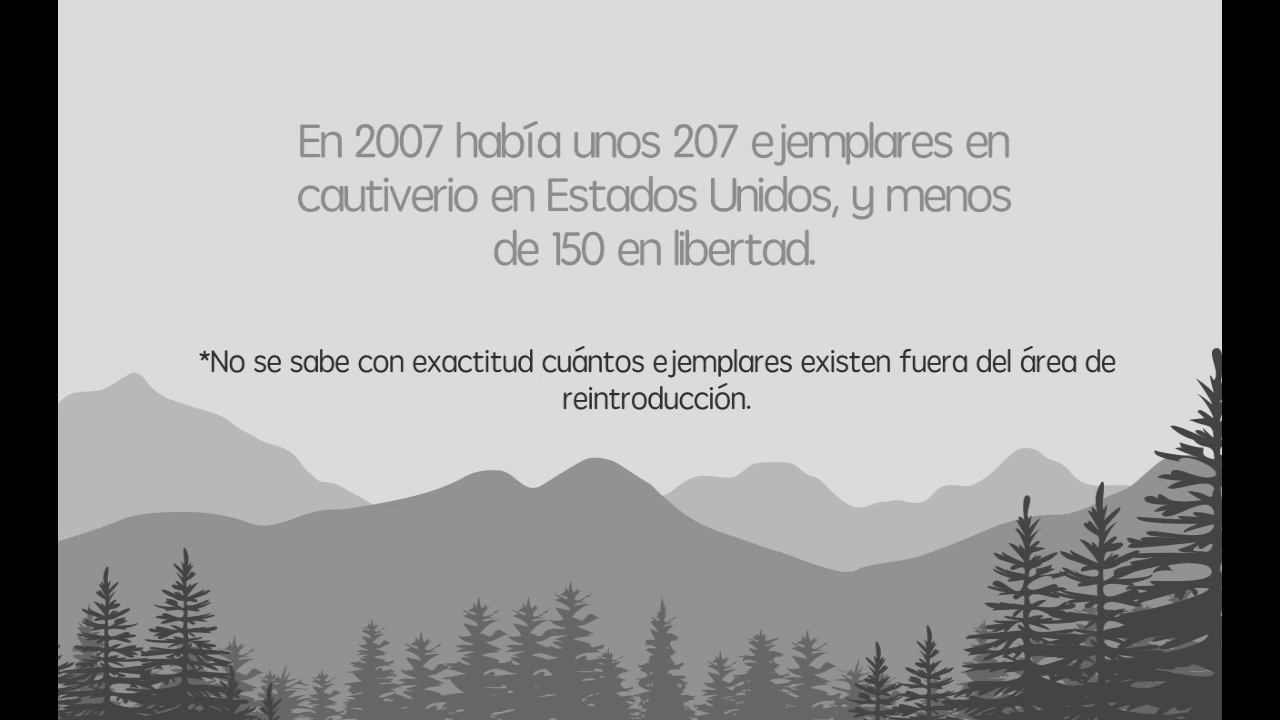 En 2007 había unos 207 ejemplares en
cautiverio en Estados Unidos, y menos
de 150 en libertad.
*No se sabe con exactitud cuántos ejemplares existen fuera del área de
reintroducción.